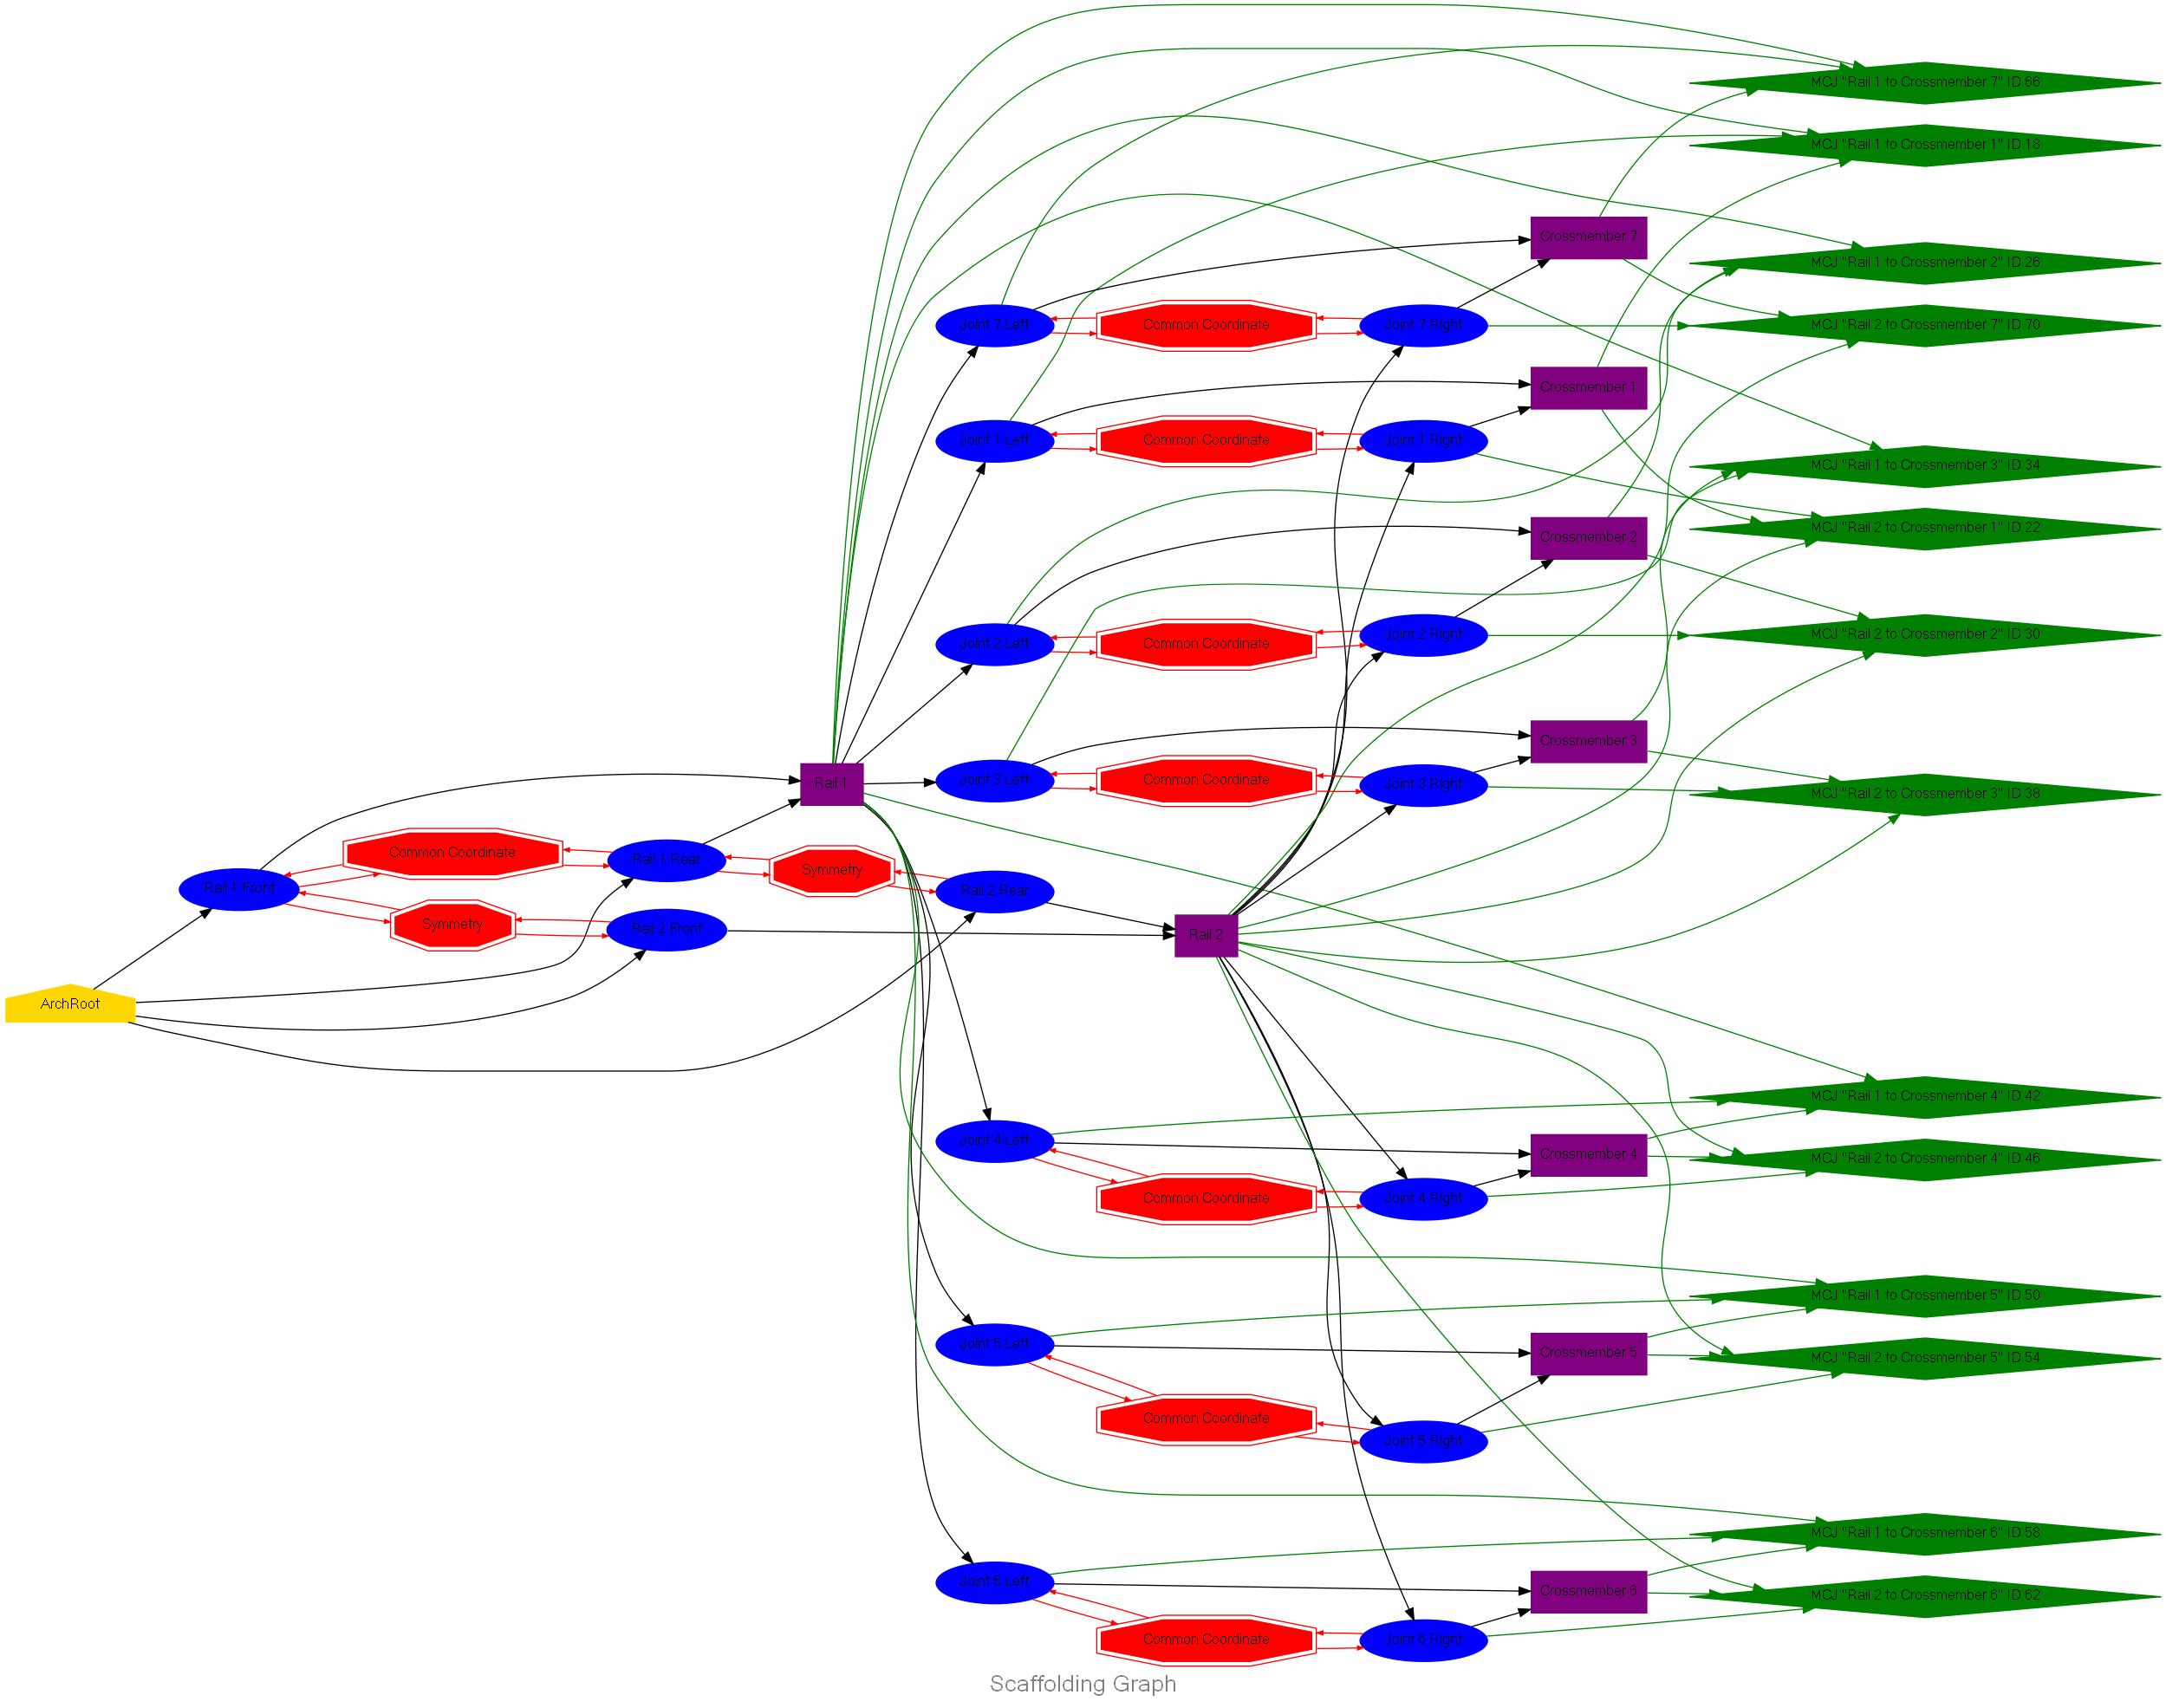 MCJ "Rail 1 to Crossmember 7" ID 66
MCJ "Rail 1 to Crossmember 1" ID 18
Crossmember 7
MCJ "Rail 1 to Crossmember 2" ID 26
Joint 7 Left
Common Coordinate
Joint 7 Right
MCJ "Rail 2 to Crossmember 7" ID 70
Crossmember 1
Joint 1 Left
Common Coordinate
Joint 1 Right
MCJ "Rail 1 to Crossmember 3" ID 34
MCJ "Rail 2 to Crossmember 1" ID 22
Crossmember 2
Joint 2 Left
Common Coordinate
Joint 2 Right
MCJ "Rail 2 to Crossmember 2" ID 30
Crossmember 3
Rail 1
Joint 3 Left
Common Coordinate
Joint 3 Right
MCJ "Rail 2 to Crossmember 3" ID 38
Common Coordinate
Rail 1 Rear
Symmetry
Rail 1 Front
Rail 2 Rear
Symmetry
Rail 2 Front
Rail 2
ArchRoot
MCJ "Rail 1 to Crossmember 4" ID 42
Joint 4 Left
Crossmember 4
MCJ "Rail 2 to Crossmember 4" ID 46
Common Coordinate
Joint 4 Right
MCJ "Rail 1 to Crossmember 5" ID 50
Joint 5 Left
Crossmember 5
MCJ "Rail 2 to Crossmember 5" ID 54
Common Coordinate
Joint 5 Right
MCJ "Rail 1 to Crossmember 6" ID 58
Joint 6 Left
Crossmember 6
MCJ "Rail 2 to Crossmember 6" ID 62
Common Coordinate
Joint 6 Right
Scaffolding Graph